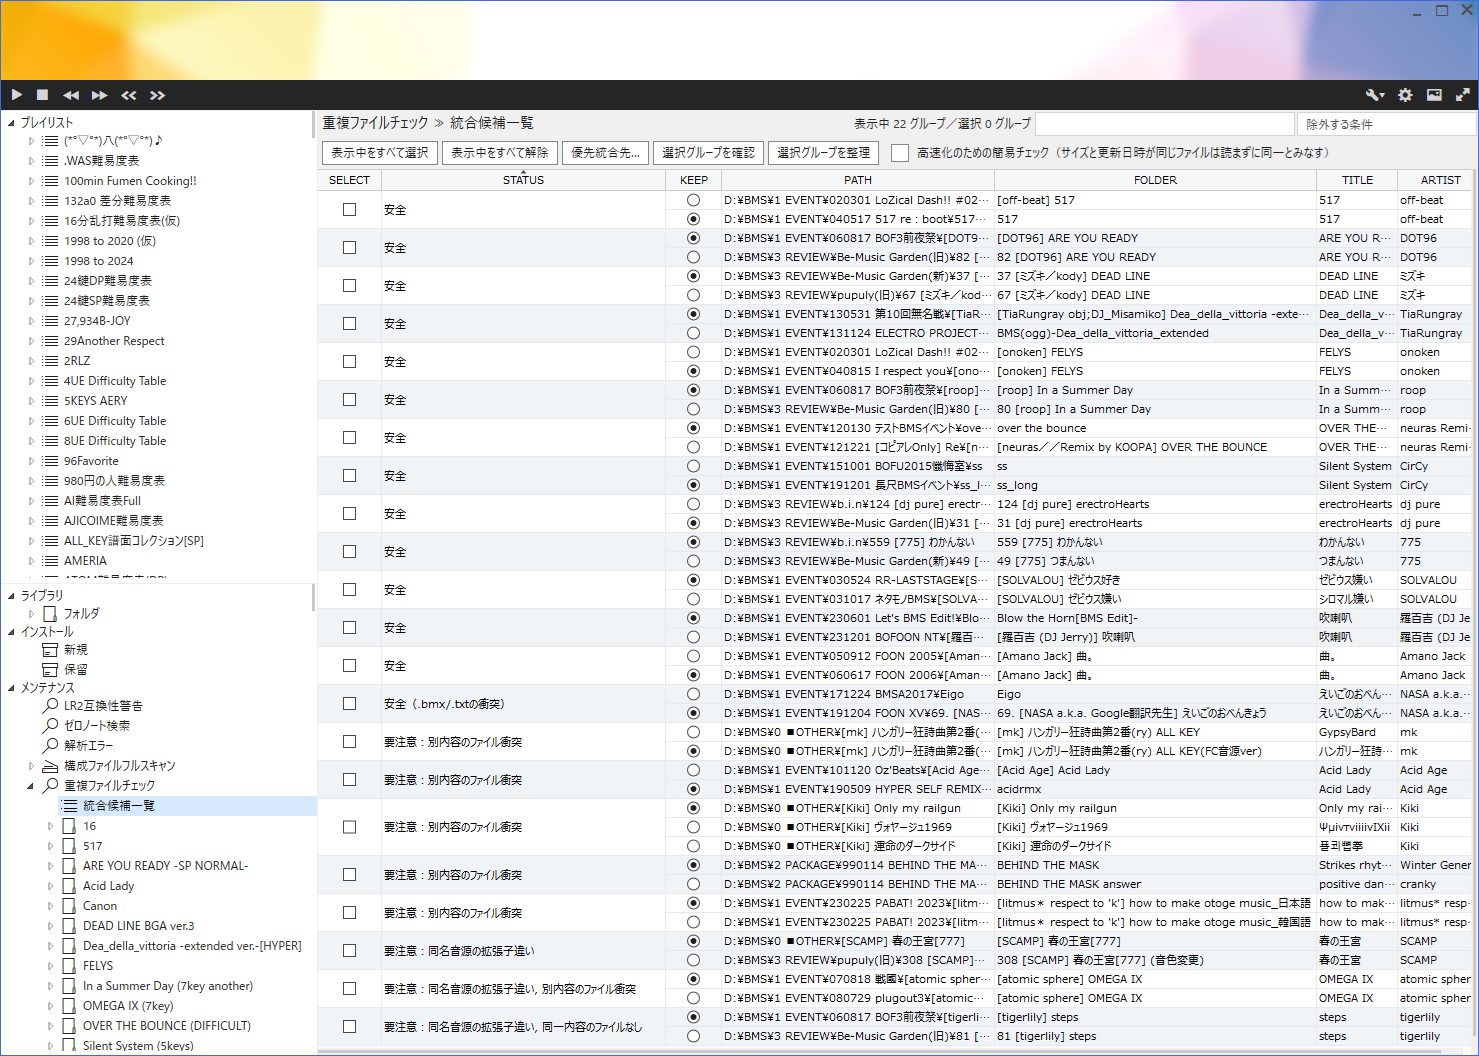 プレイリスト
(*°▽°*)八(*°▽°*)♪
.WAS難易度表
100min Fumen Cooking!!
132a0 差分難易度表
16分乱打難易度表(仮)
1998 to 2020 (仮)
1998 to 2024
24鍵DP難易度表
24鍵SP難易度表
27,934B-JOY
29Another Respect
2RLZ
4UE Difficulty Table
5KEYS AERY
6UE Difficulty Table
8UE Difficulty Table
96Favorite
980円の人難易度表
AI難易度表Full
AJICOIME難易度表
ALL_KEY譜面コレクション[SP]
AMERIA
ライブラリ
フォルダ
インストール
新規
保留
メンテナンス
LR2互換性警告
ゼロノート検索
解析エラー
構成ファイルフルスキャン
重複ファイルチェック
統合候補一覧
16
517
ARE YOU READY -SP NORMAL-
Acid Lady
Canon
DEAD LINE BGA ver.3
Dea_della_vittoria -extended ver.-[HYPER]
FELYS
In a Summer Day (7key another)
OMEGA IX (7key)
OVER THE BOUNCE (DIFFICULT)
Silent System (5keys)
重複ファイルチェック ≫ 統合候補一覧 表示中 22 グループ／選択 0 グループ 除外する条件
表示中をすべて選択 表示中をすべて解除 優先統合先... 選択グループを確認 選択グループを整理 高速化のための簡易チェック（サイズと更新日時が同じファイルは読まずに同一とみなす）
SELECT STATUS KEEP PATH FOLDER TITLE ARTIST
安全 D:¥BMS¥1 EVENT¥020301 LoZical Dash!! #02… [off-beat] 517 517 off-beat
D:¥BMS¥1 EVENT¥040517 517 re : boot¥517… 517 517 off-beat
安全 D:¥BMS¥1 EVENT¥060817 BOF3前夜祭¥[DOT9… [DOT96] ARE YOU READY ARE YOU R… DOT96
D:¥BMS¥3 REVIEW¥Be-Music Garden(旧)¥82 [… 82 [DOT96] ARE YOU READY ARE YOU R… DOT96
安全 D:¥BMS¥3 REVIEW¥Be-Music Garden(新)¥37 [… 37 [ミズキ／kody] DEAD LINE DEAD LINE ミズキ
D:¥BMS¥3 REVIEW¥pupuly(旧)¥67 [ミズキ／kod… 67 [ミズキ／kody] DEAD LINE DEAD LINE ミズキ
安全 D:¥BMS¥1 EVENT¥130531 第10回無名戦¥[TiaR… [TiaRungray obj;DJ_Misamiko] Dea_della_vittoria -exte… Dea_della_v… TiaRungray
D:¥BMS¥1 EVENT¥131124 ELECTRO PROJECT… BMS(ogg)-Dea_della_vittoria_extended Dea_della_v… TiaRungray
安全 D:¥BMS¥1 EVENT¥020301 LoZical Dash!! #02… [onoken] FELYS FELYS onoken
D:¥BMS¥1 EVENT¥040815 I respect you¥[ono… [onoken] FELYS FELYS onoken
安全 D:¥BMS¥1 EVENT¥060817 BOF3前夜祭¥[roop]… [roop] In a Summer Day In a Summ… roop
D:¥BMS¥3 REVIEW¥Be-Music Garden(旧)¥80 [… 80 [roop] In a Summer Day In a Summ… roop
安全 D:¥BMS¥1 EVENT¥120130 テストBMSイベント¥ove… over the bounce OVER THE… neuras Remi
D:¥BMS¥1 EVENT¥121221 [コピアレOnly] Re¥[n… [neuras／／Remix by KOOPA] OVER THE BOUNCE OVER THE… neuras Remi
安全 D:¥BMS¥1 EVENT¥151001 BOFU2015懺悔室¥ss ss Silent System CirCy
D:¥BMS¥1 EVENT¥191201 長尺BMSイベント¥ss_l… ss_long Silent System CirCy
安全 D:¥BMS¥3 REVIEW¥b.i.n¥124 [dj pure] erectr… 124 [dj pure] erectroHearts erectroHearts dj pure
D:¥BMS¥3 REVIEW¥Be-Music Garden(旧)¥31 [… 31 [dj pure] erectroHearts erectroHearts dj pure
安全 D:¥BMS¥3 REVIEW¥b.i.n¥559 [775] わかんない 559 [775] わかんない わかんない 775
D:¥BMS¥3 REVIEW¥Be-Music Garden(新)¥49 [… 49 [775] つまんない つまんない 775
安全 D:¥BMS¥1 EVENT¥030524 RR-LASTSTAGE¥[S… [SOLVALOU] ゼビウス好き ゼビウス嫌い SOLVALOU
D:¥BMS¥1 EVENT¥031017 ネタモノBMS¥[SOLVA… [SOLVALOU] ゼビウス嫌い シロマル嫌い SOLVALOU
安全 D:¥BMS¥1 EVENT¥230601 Let's BMS Edit!¥Blo… Blow the Horn[BMS Edit]- 吹喇叭 羅百吉 (DJ Je
D:¥BMS¥1 EVENT¥231201 BOFOON NT¥[羅百… [羅百吉 (DJ Jerry)] 吹喇叭 吹喇叭 羅百吉 (DJ Je
安全 D:¥BMS¥1 EVENT¥050912 FOON 2005¥[Aman… [Amano Jack] 曲。 曲。 Amano Jack
D:¥BMS¥1 EVENT¥060617 FOON 2006¥[Aman… [Amano Jack] 曲。 曲。 Amano Jack
安全（.bmx/.txtの衝突） D:¥BMS¥1 EVENT¥171224 BMSA2017¥Eigo Eigo えいごのおべん… NASA a.k.a.
D:¥BMS¥1 EVENT¥191204 FOON XV¥69. [NAS… 69. [NASA a.k.a. Google翻訳先生] えいごのおべんきょう えいごのおべん… NASA a.k.a.
要注意：別内容のファイル衝突 D:¥BMS¥0 ■OTHER¥[mk] ハンガリー狂詩曲第2番(… [mk] ハンガリー狂詩曲第2番(ry) ALL KEY GypsyBard mk
D:¥BMS¥0 ■OTHER¥[mk] ハンガリー狂詩曲第2番(… [mk] ハンガリー狂詩曲第2番(ry) ALL KEY(FC音源ver) ハンガリー狂詩… mk
要注意：別内容のファイル衝突 D:¥BMS¥1 EVENT¥101120 Oz'Beats¥[Acid Age… [Acid Age] Acid Lady Acid Lady Acid Age
D:¥BMS¥1 EVENT¥190509 HYPER SELF REMIX… acidrmx Acid Lady Acid Age
要注意：別内容のファイル衝突 D:¥BMS¥0 ■OTHER¥[Kiki] Only my railgun [Kiki] Only my railgun Only my rai… Kiki
D:¥BMS¥0 ■OTHER¥[Kiki] ヴォヤージュ1969 [Kiki] ヴォヤージュ1969 Kiki
D:¥BMS¥0 ■OTHER¥[Kiki] 運命のダークサイド [Kiki] 運命のダークサイド Kiki
要注意：別内容のファイル衝突 D:¥BMS¥2 PACKAGE¥990114 BEHIND THE MA… BEHIND THE MASK Strikes rhyt… Winter Gener
D:¥BMS¥2 PACKAGE¥990114 BEHIND THE MA… BEHIND THE MASK answer positive dan… cranky
要注意：別内容のファイル衝突 D:¥BMS¥1 EVENT¥230225 PABAT! 2023¥[litm… [litmus＊ respect to 'k'] how to make otoge music_日本語 how to mak… litmus* resp
D:¥BMS¥1 EVENT¥230225 PABAT! 2023¥[litm… [litmus＊ respect to 'k'] how to make otoge music_韓国語 how to mak… litmus* resp
要注意：同名音源の拡張子違い D:¥BMS¥0 ■OTHER¥[SCAMP] 春の王宮[777] [SCAMP] 春の王宮[777] 春の王宮 SCAMP
D:¥BMS¥3 REVIEW¥pupuly(旧)¥308 [SCAMP]… 308 [SCAMP] 春の王宮[777] (音色変更) 春の王宮 SCAMP
要注意：同名音源の拡張子違い, 別内容のファイル衝突 D:¥BMS¥1 EVENT¥070818 戦國¥[atomic spher… [atomic sphere] OMEGA IX OMEGA IX atomic spher
D:¥BMS¥1 EVENT¥080729 plugout3¥[atomic… [atomic sphere] OMEGA IX OMEGA IX atomic spher
要注意：同名音源の拡張子違い, 同一内容のファイルなし D:¥BMS¥1 EVENT¥060817 BOF3前夜祭¥[tigerli… [tigerlily] steps steps tigerlily
D:¥BMS¥3 REVIEW¥Be-Music Garden(旧)¥81 [… 81 [tigerlily] steps steps tigerlily